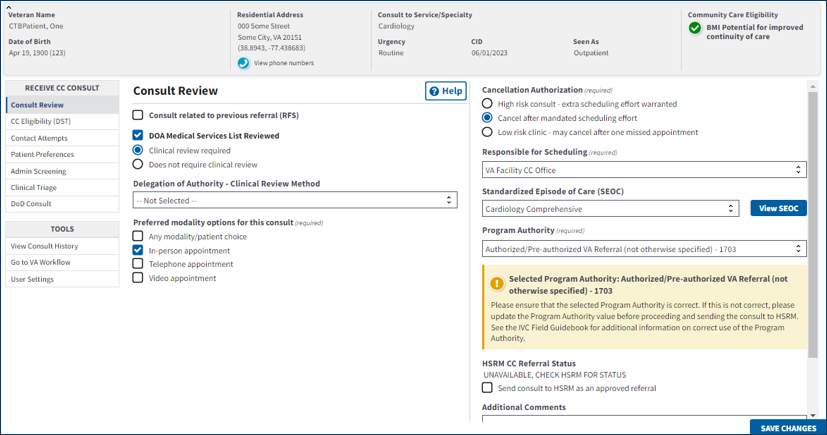 Veteran Name
CTBPatient, One
Date of Birth
Apr 19, 1900 (123)
Residential Address
000 Some Street
Some City, VA 20151
(38.8943, -77.438683)
View phone numbers
Consult to Service/Specialty
Cardiology
Urgency
Routine
CID
06/01/2023
Seen As
Outpatient
Community Care Eligibility
BMI Potential for improved
continuity of care
RECEIVE CC CONSULT
Consult Review
CC Eligibility (DST)
Contact Attempts
Patient Preferences
Admin Screening
Clinical Triage
DoD Consult
TOOLS
View Consult History
Go to VA Workflow
User Settings
Consult Review
Help
Consult related to previous referral (RFS)
DOA Medical Services List Reviewed
Clinical review required
Does not require clinical review
Delegation of Authority - Clinical Review Method
-- Not Selected --
Preferred modality options for this consult (required)
Any modality/patient choice
In-person appointment
Telephone appointment
Video appointment
Cancellation Authorization (required)
High risk consult - extra scheduling effort warranted
Cancel after mandated scheduling effort
Low risk clinic - may cancel after one missed appointment
Responsible for Scheduling (required)
VA Facility CC Office
Standardized Episode of Care (SEOC)
Cardiology Comprehensive
View SEOC
Program Authority (required)
Authorized/Pre-authorized VA Referral (not otherwise specified) - 1703
Selected Program Authority: Authorized/Pre-authorized VA Referral (not
otherwise specified) - 1703
Please ensure that the selected Program Authority is correct. If this is not correct, please
update the Program Authority value before proceeding and sending the consult to HSRM.
See the IVC Field Guidebook for additional information on correct use of the Program
Authority.
HSRM CC Referral Status
UNAVAILABLE, CHECK HSRM FOR STATUS
Send consult to HSRM as an approved referral
Additional Comments
SAVE CHANGES